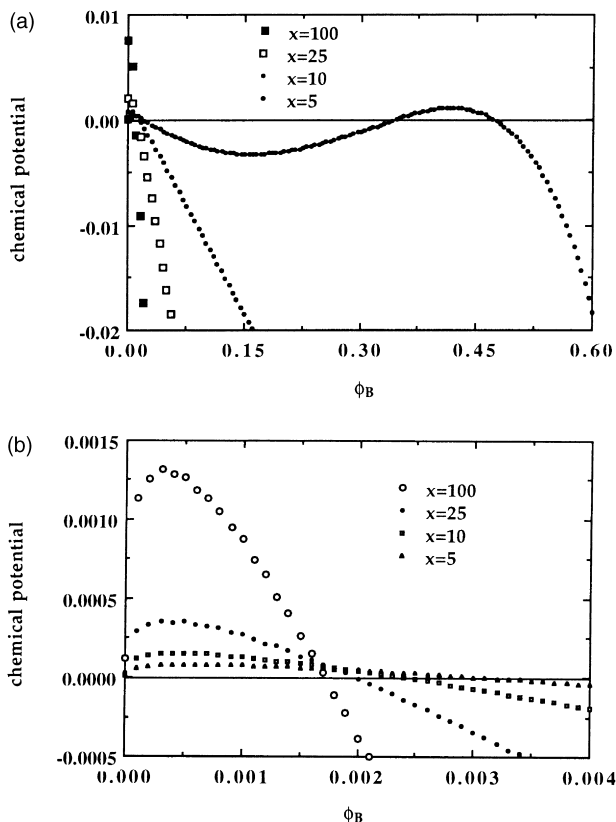 (a)
0.01
x=100
x=25
x=10
x=5
0.00
chemical potential
-0.01
-0.02
0.00 0.15 0.30 0.45 0.60
ϕB
(b)
0.0015
x=100
x=25
x=10
x=5
0.0010
chemical potential
0.0005
0.0000
-0.0005
0.000 0.001 0.002 0.003 0.004
ϕB